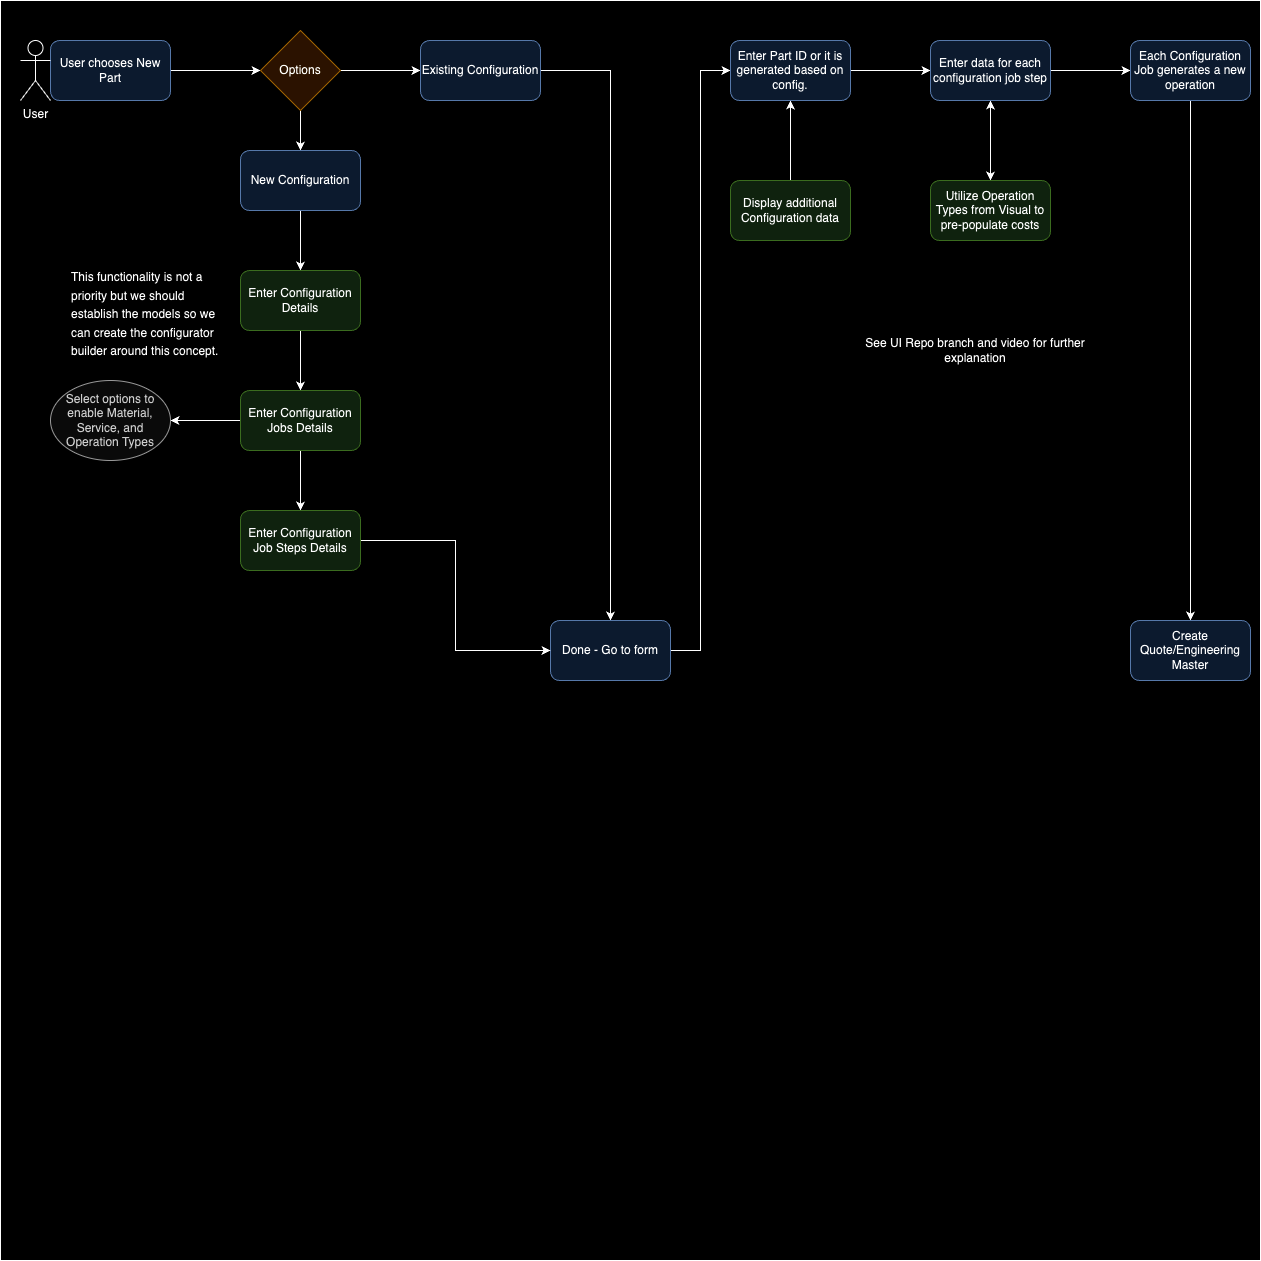 User
User chooses New
Part
Options
Existing Configuration
New Configuration
Enter Configuration
Details
This functionality is not a
priority but we should
establish the models so we
can create the configurator
builder around this concept.
Enter Configuration
Jobs Details
Select options to
enable Material,
Service, and
Operation Types
Enter Configuration
Job Steps Details
Done - Go to form
Enter Part ID or it is
generated based on
config.
Display additional
Configuration data
Enter data for each
configuration job step
Utilize Operation
Types from Visual to
pre-populate costs
See UI Repo branch and video for further
explanation
Each Configuration
Job generates a new
operation
Create
Quote/Engineering
Master